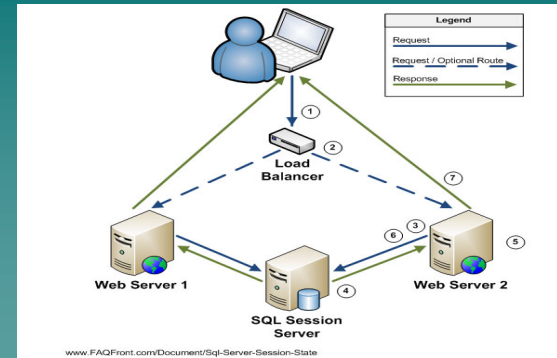 Legend
Request
Request / Optional Route
Response
1
2
Load
Balancer
7
3
6
5
Web Server 1
Web Server 2
4
SQL Session
Server
www.FAQFront.com/Document/Sql-Server-Session-State